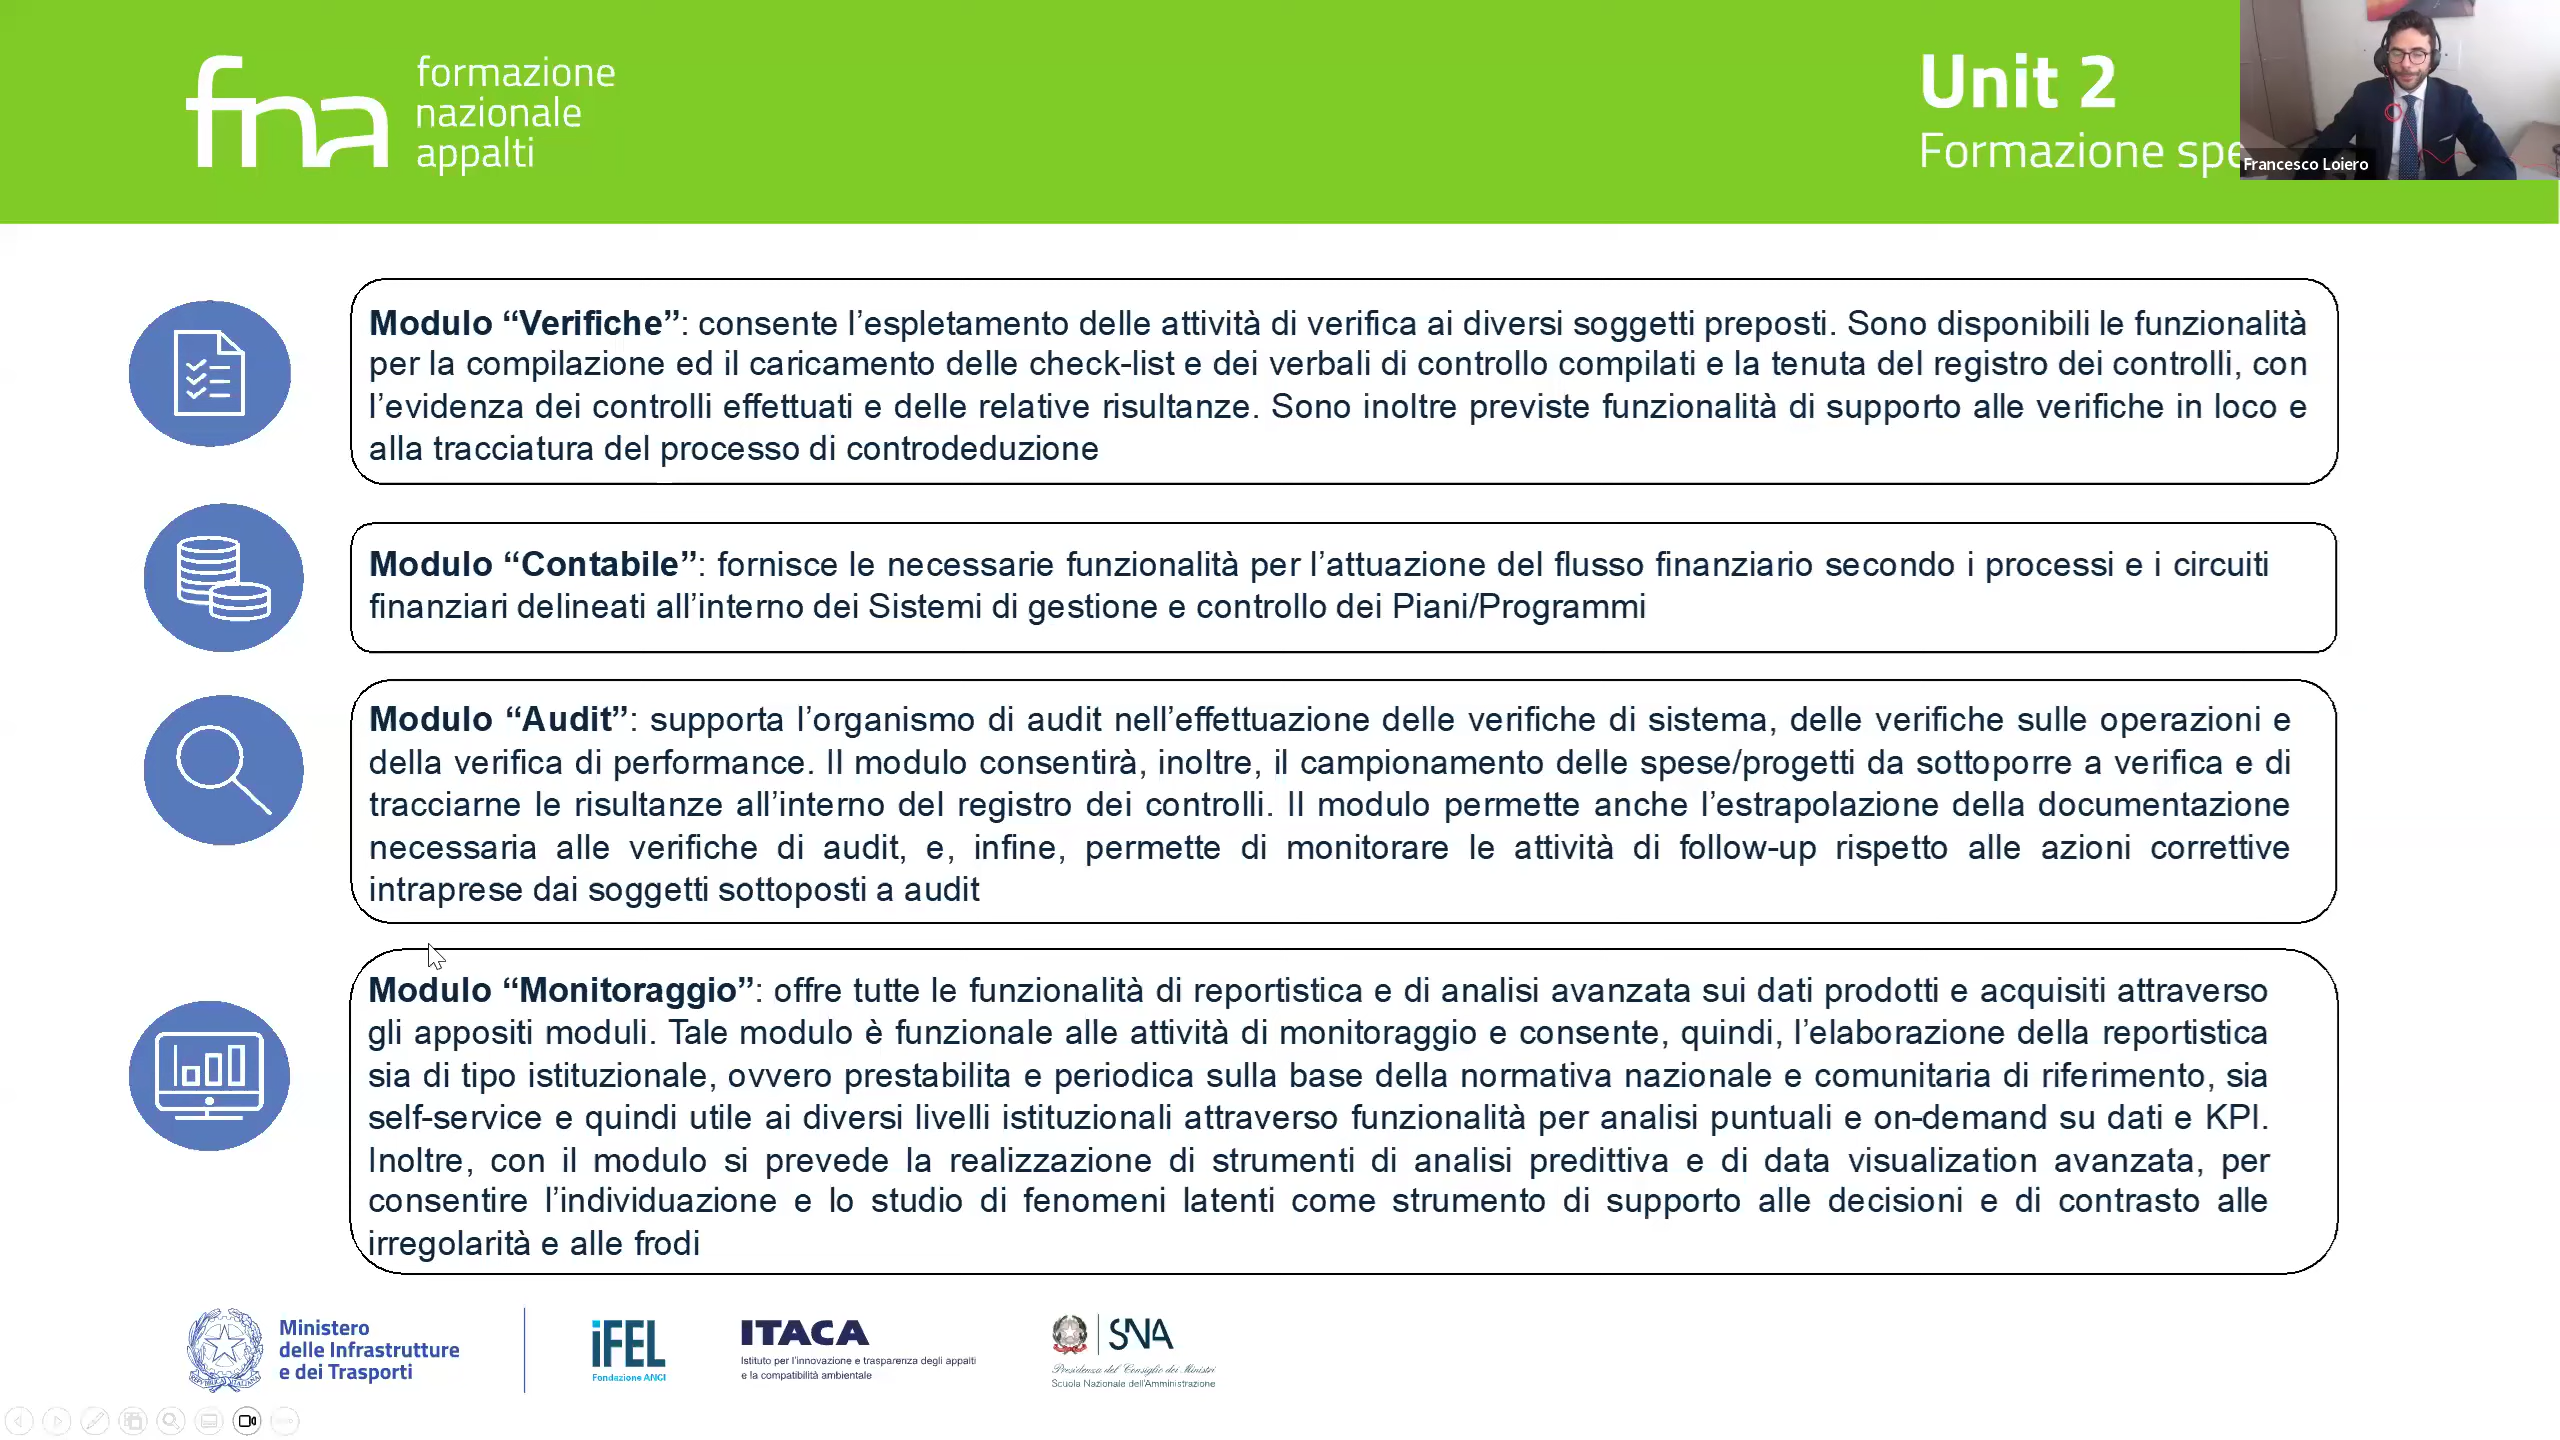 fna formazione
nazionale
appalti
Unit 2
Formazione spe
Francesco Loiero
Modulo “Verifiche”: consente l’espletamento delle attività di verifica ai diversi soggetti preposti. Sono disponibili le funzionalità
per la compilazione ed il caricamento delle check-list e dei verbali di controllo compilati e la tenuta del registro dei controlli, con
l’evidenza dei controlli effettuati e delle relative risultanze. Sono inoltre previste funzionalità di supporto alle verifiche in loco e
alla tracciatura del processo di controdeduzione
Modulo “Contabile”: fornisce le necessarie funzionalità per l’attuazione del flusso finanziario secondo i processi e i circuiti
finanziari delineati all’interno dei Sistemi di gestione e controllo dei Piani/Programmi
Modulo “Audit”: supporta l’organismo di audit nell’effettuazione delle verifiche di sistema, delle verifiche sulle operazioni e
della verifica di performance. Il modulo consentirà, inoltre, il campionamento delle spese/progetti da sottoporre a verifica e di
tracciarne le risultanze all’interno del registro dei controlli. Il modulo permette anche l’estrapolazione della documentazione
necessaria alle verifiche di audit, e, infine, permette di monitorare le attività di follow-up rispetto alle azioni correttive
intraprese dai soggetti sottoposti a audit
Modulo “Monitoraggio”: offre tutte le funzionalità di reportistica e di analisi avanzata sui dati prodotti e acquisiti attraverso
gli appositi moduli. Tale modulo è funzionale alle attività di monitoraggio e consente, quindi, l’elaborazione della reportistica
sia di tipo istituzionale, ovvero prestabilita e periodica sulla base della normativa nazionale e comunitaria di riferimento, sia
self-service e quindi utile ai diversi livelli istituzionali attraverso funzionalità per analisi puntuali e on-demand su dati e KPI.
Inoltre, con il modulo si prevede la realizzazione di strumenti di analisi predittiva e di data visualization avanzata, per
consentire l’individuazione e lo studio di fenomeni latenti come strumento di supporto alle decisioni e di contrasto alle
irregolarità e alle frodi
Ministero
delle Infrastrutture
e dei Trasporti
iFEL
Fondazione ANCI
ITACA
Istituto per l’innovazione e trasparenza degli appalti
e la compatibilità ambientale
SNA
Presidenza del Consiglio dei Ministri
Scuola Nazionale dell’Amministrazione